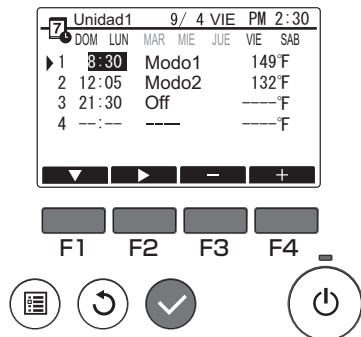 7 Unidad1 9/ 4 VIE PM 2:30
DOM LUN MAR MIE JUE VIE SAB
1 8:30 Modo1 149°F
2 12:05 Modo2 132°F
3 21:30 Off ----°F
4 --:-- ---- ----°F
− +
F1 F2 F3 F4